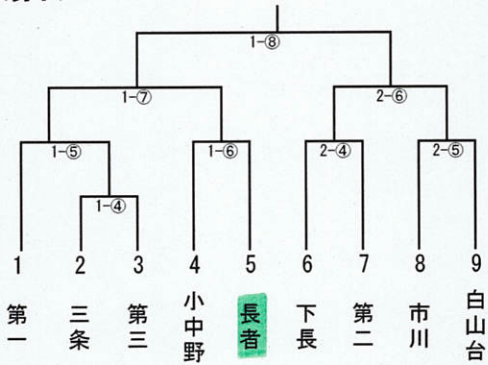 1-⑧
1-⑦
2-⑥
1-⑤
1-⑥
2-④
2-⑤
1-④
1 2 3 4 5 6 7 8 9
第一
三条
第三
小中野
長者
下長
第二
市川
白山台